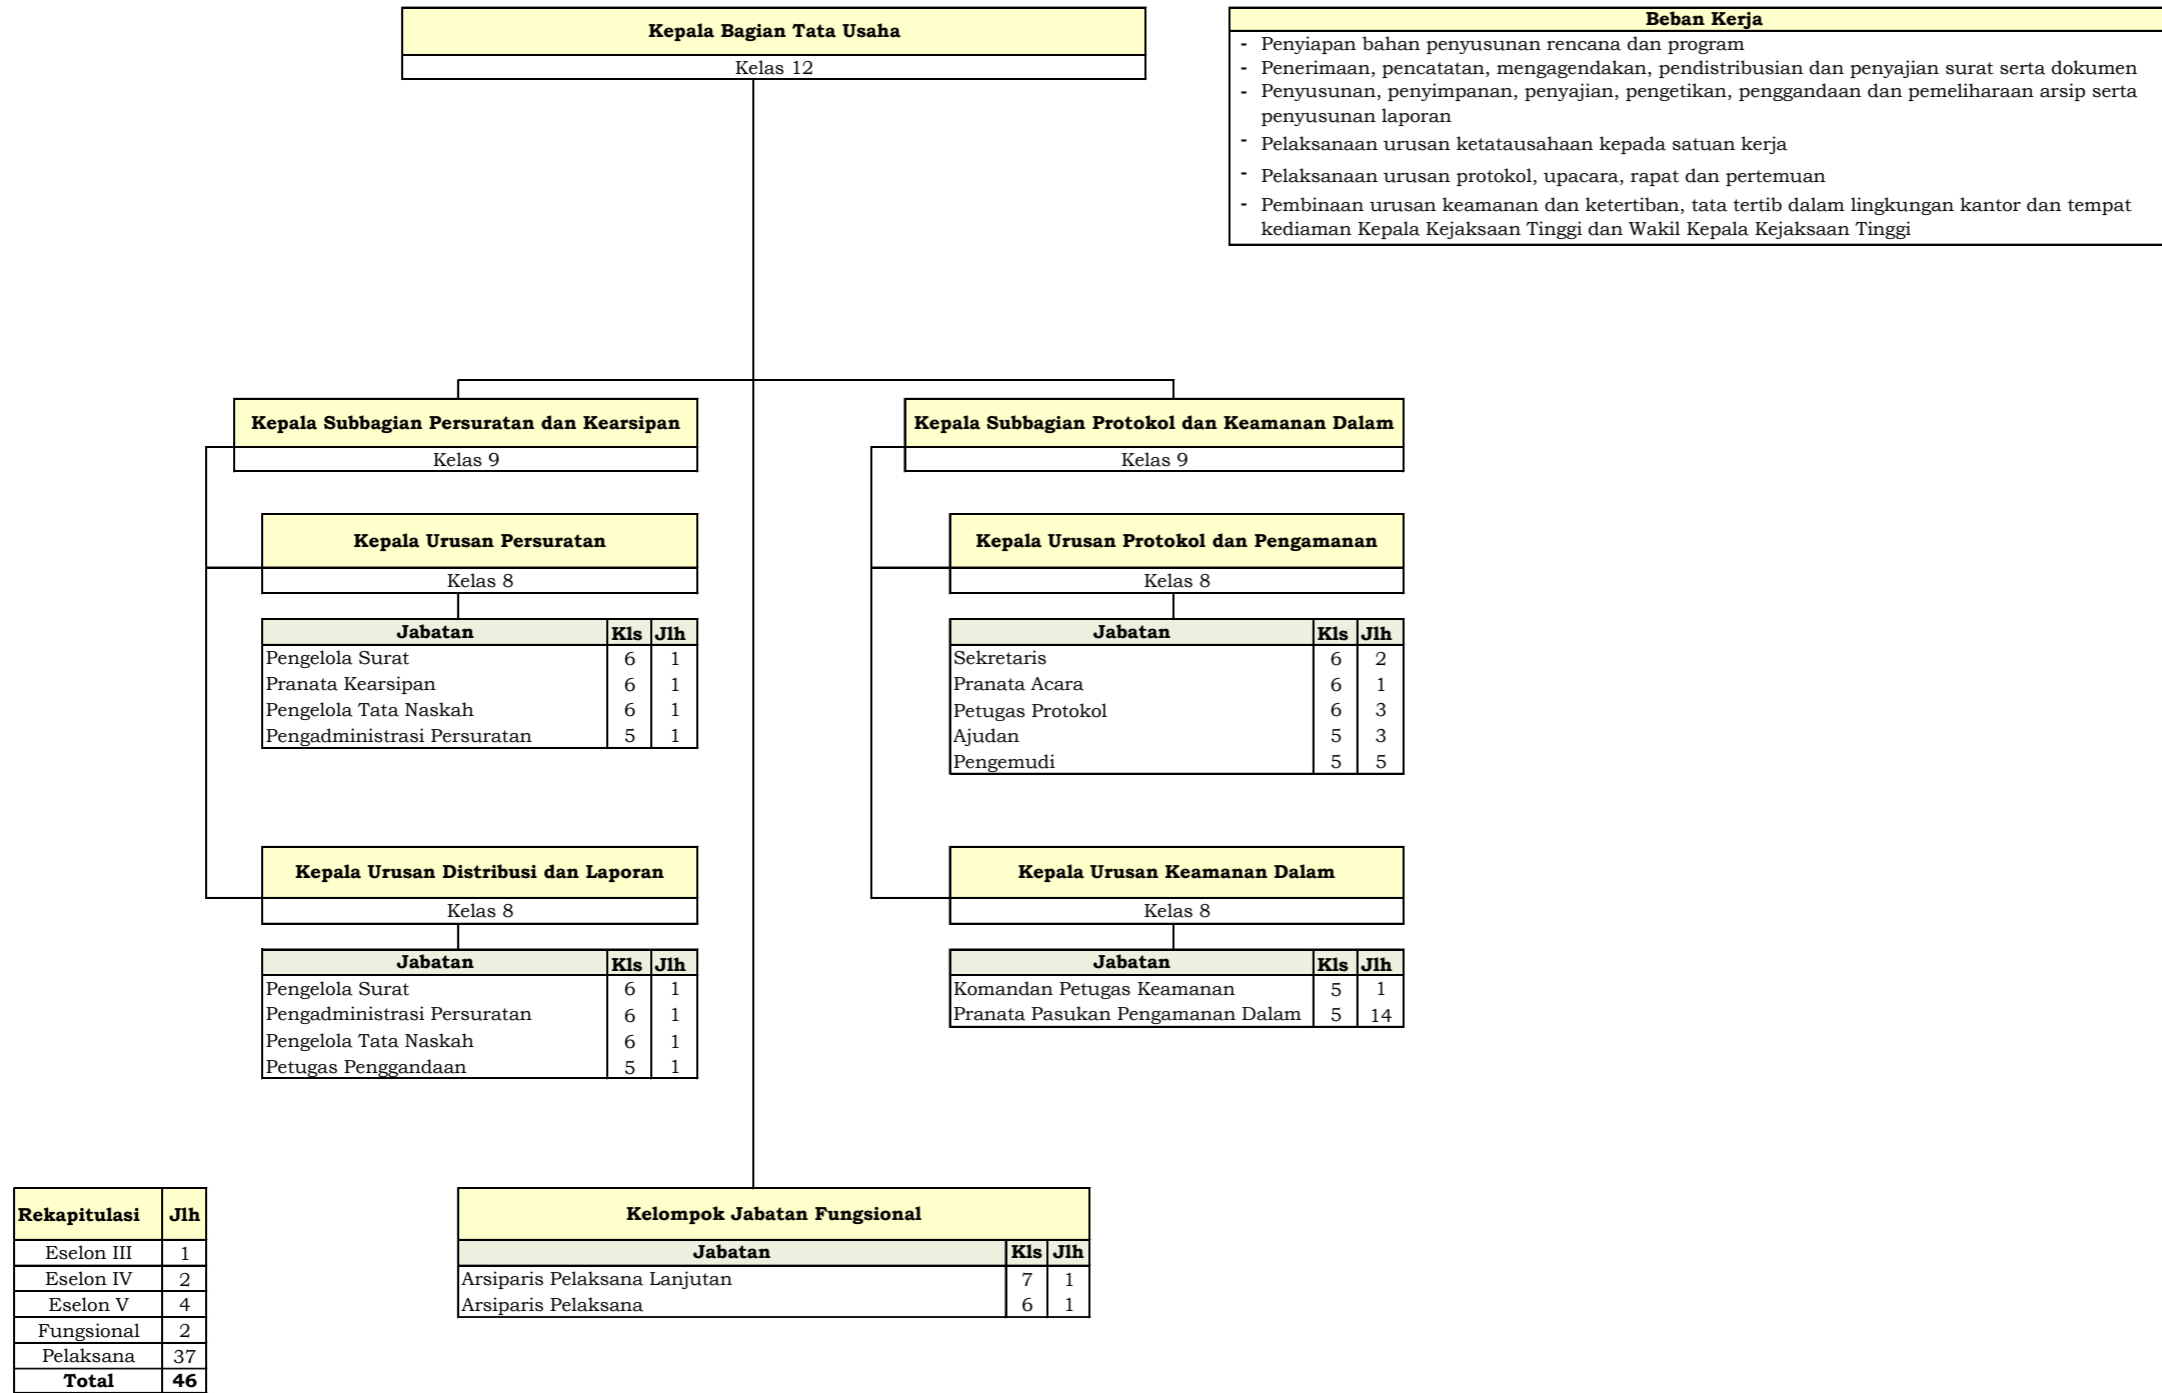 Kepala Bagian Tata Usaha
Kelas 12
Beban Kerja
- Penyiapan bahan penyusunan rencana dan program
- Penerimaan, pencatatan, mengagendakan, pendistribusian dan penyajian surat serta dokumen
- Penyusunan, penyimpanan, penyajian, pengetikan, penggandaan dan pemeliharaan arsip serta
penyusunan laporan
- Pelaksanaan urusan ketatausahaan kepada satuan kerja
- Pelaksanaan urusan protokol, upacara, rapat dan pertemuan
- Pembinaan urusan keamanan dan ketertiban, tata tertib dalam lingkungan kantor dan tempat
kediaman Kepala Kejaksaan Tinggi dan Wakil Kepala Kejaksaan Tinggi
Kepala Subbagian Persuratan dan Kearsipan
Kelas 9
Kepala Urusan Persuratan
Kelas 8
Jabatan Kls Jlh
Pengelola Surat 6 1
Pranata Kearsipan 6 1
Pengelola Tata Naskah 6 1
Pengadministrasi Persuratan 5 1
Kepala Urusan Distribusi dan Laporan
Kelas 8
Jabatan Kls Jlh
Pengelola Surat 6 1
Pengadministrasi Persuratan 6 1
Pengelola Tata Naskah 6 1
Petugas Penggandaan 5 1
Kepala Subbagian Protokol dan Keamanan Dalam
Kelas 9
Kepala Urusan Protokol dan Pengamanan
Kelas 8
Jabatan Kls Jlh
Sekretaris 6 2
Pranata Acara 6 1
Petugas Protokol 6 3
Ajudan 5 3
Pengemudi 5 5
Kepala Urusan Keamanan Dalam
Kelas 8
Jabatan Kls Jlh
Komandan Petugas Keamanan 5 1
Pranata Pasukan Pengamanan Dalam 5 14
Rekapitulasi Jlh
Eselon III 1
Eselon IV 2
Eselon V 4
Fungsional 2
Pelaksana 37
Total 46
Kelompok Jabatan Fungsional
Jabatan Kls Jlh
Arsiparis Pelaksana Lanjutan 7 1
Arsiparis Pelaksana 6 1